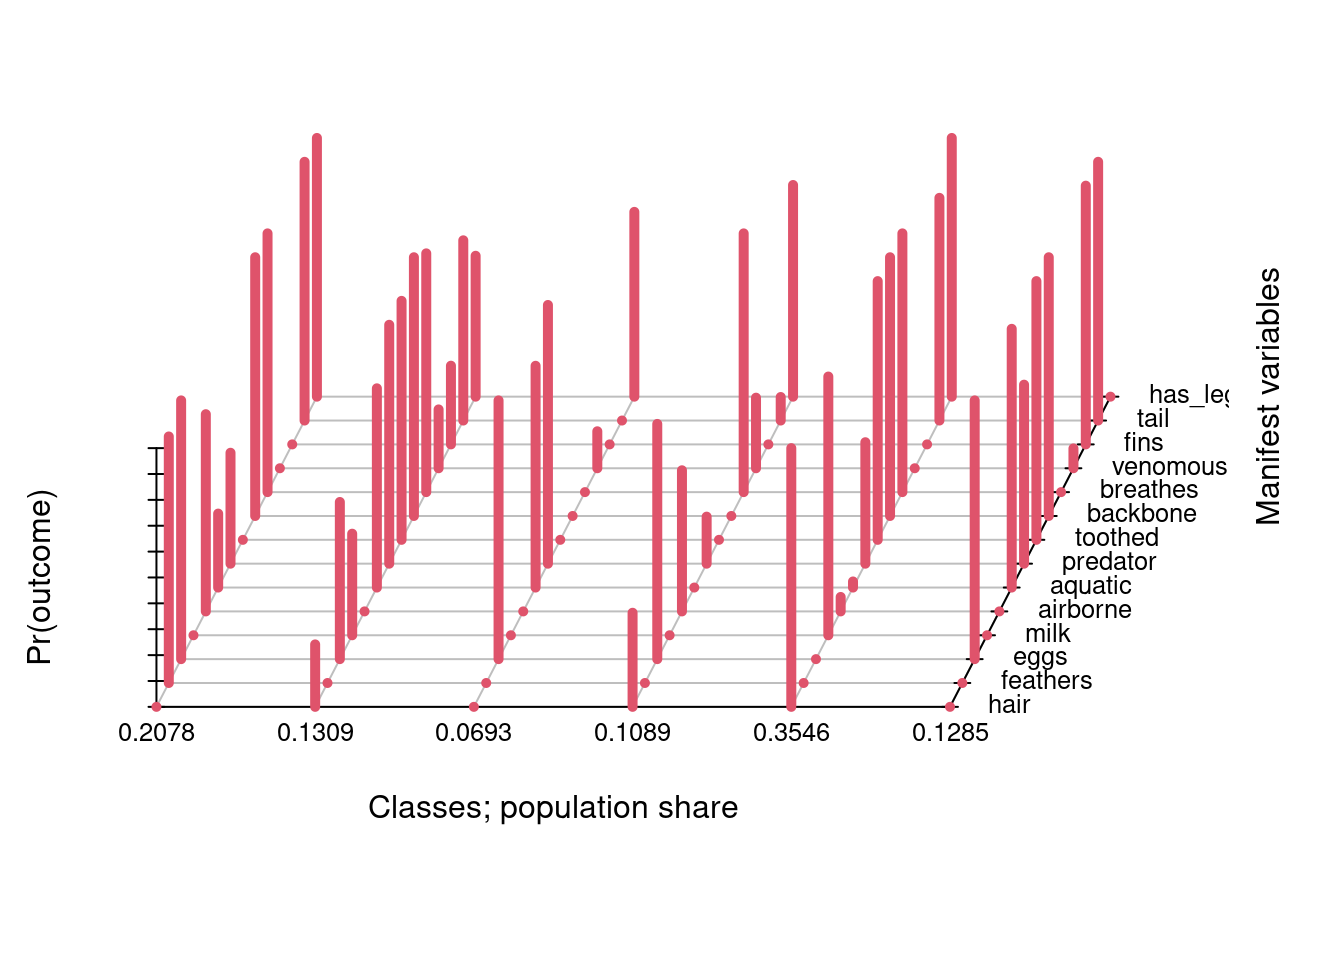 has_leg
tail
fins
venomous
breathes
backbone
toothed
predator
aquatic
airborne
milk
eggs
feathers
hair
Manifest variables
Pr(outcome)
0.2078 0.1309 0.0693 0.1089 0.3546 0.1285
Classes; population share